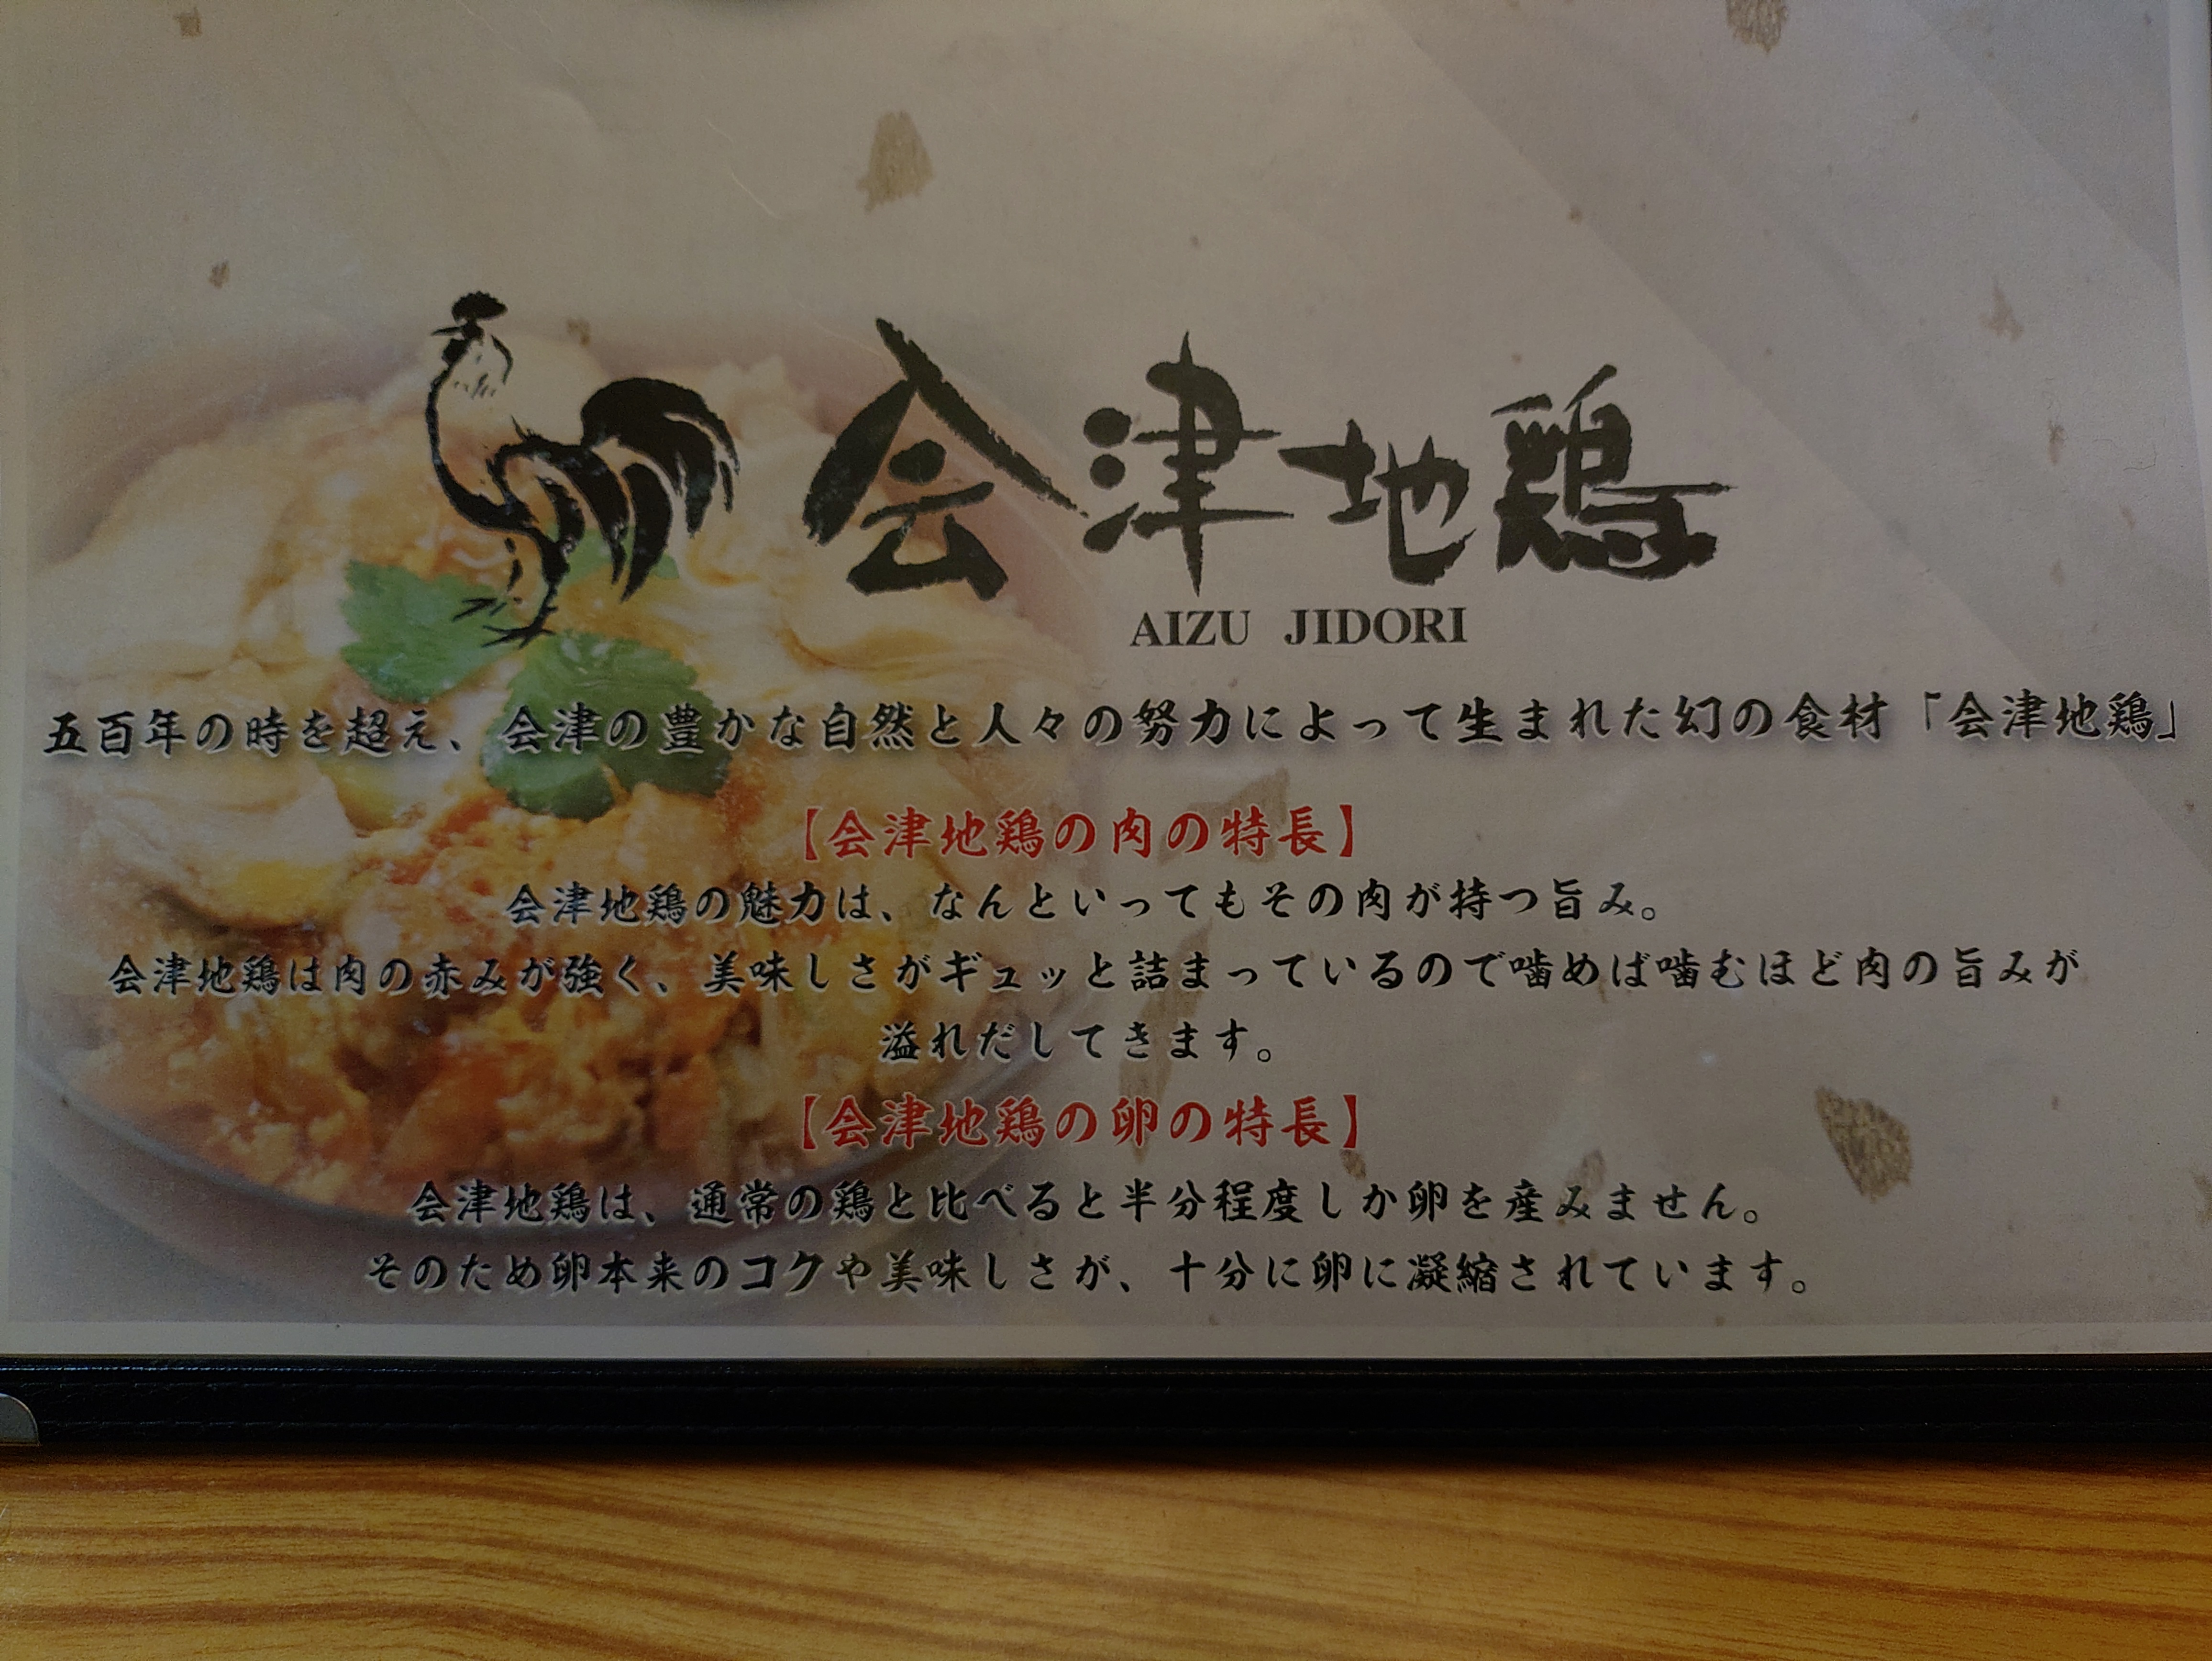 会津地鶏
AIZU JIDORI
五百年の時を超え、会津の豊かな自然と人々の努力によって生まれた幻の食材「会津地鶏」
【会津地鶏の肉の特長】
会津地鶏の魅力は、なんといってもその肉が持つ旨み。
会津地鶏は肉の赤みが強く、美味しさがギュッと詰まっているので噛めば噛むほど肉の旨みが
溢れだしてきます。
【会津地鶏の卵の特長】
会津地鶏は、通常の鶏と比べると半分程度しか卵を産みません。
そのため卵本来のコクや美味しさが、十分に卵に凝縮されています。